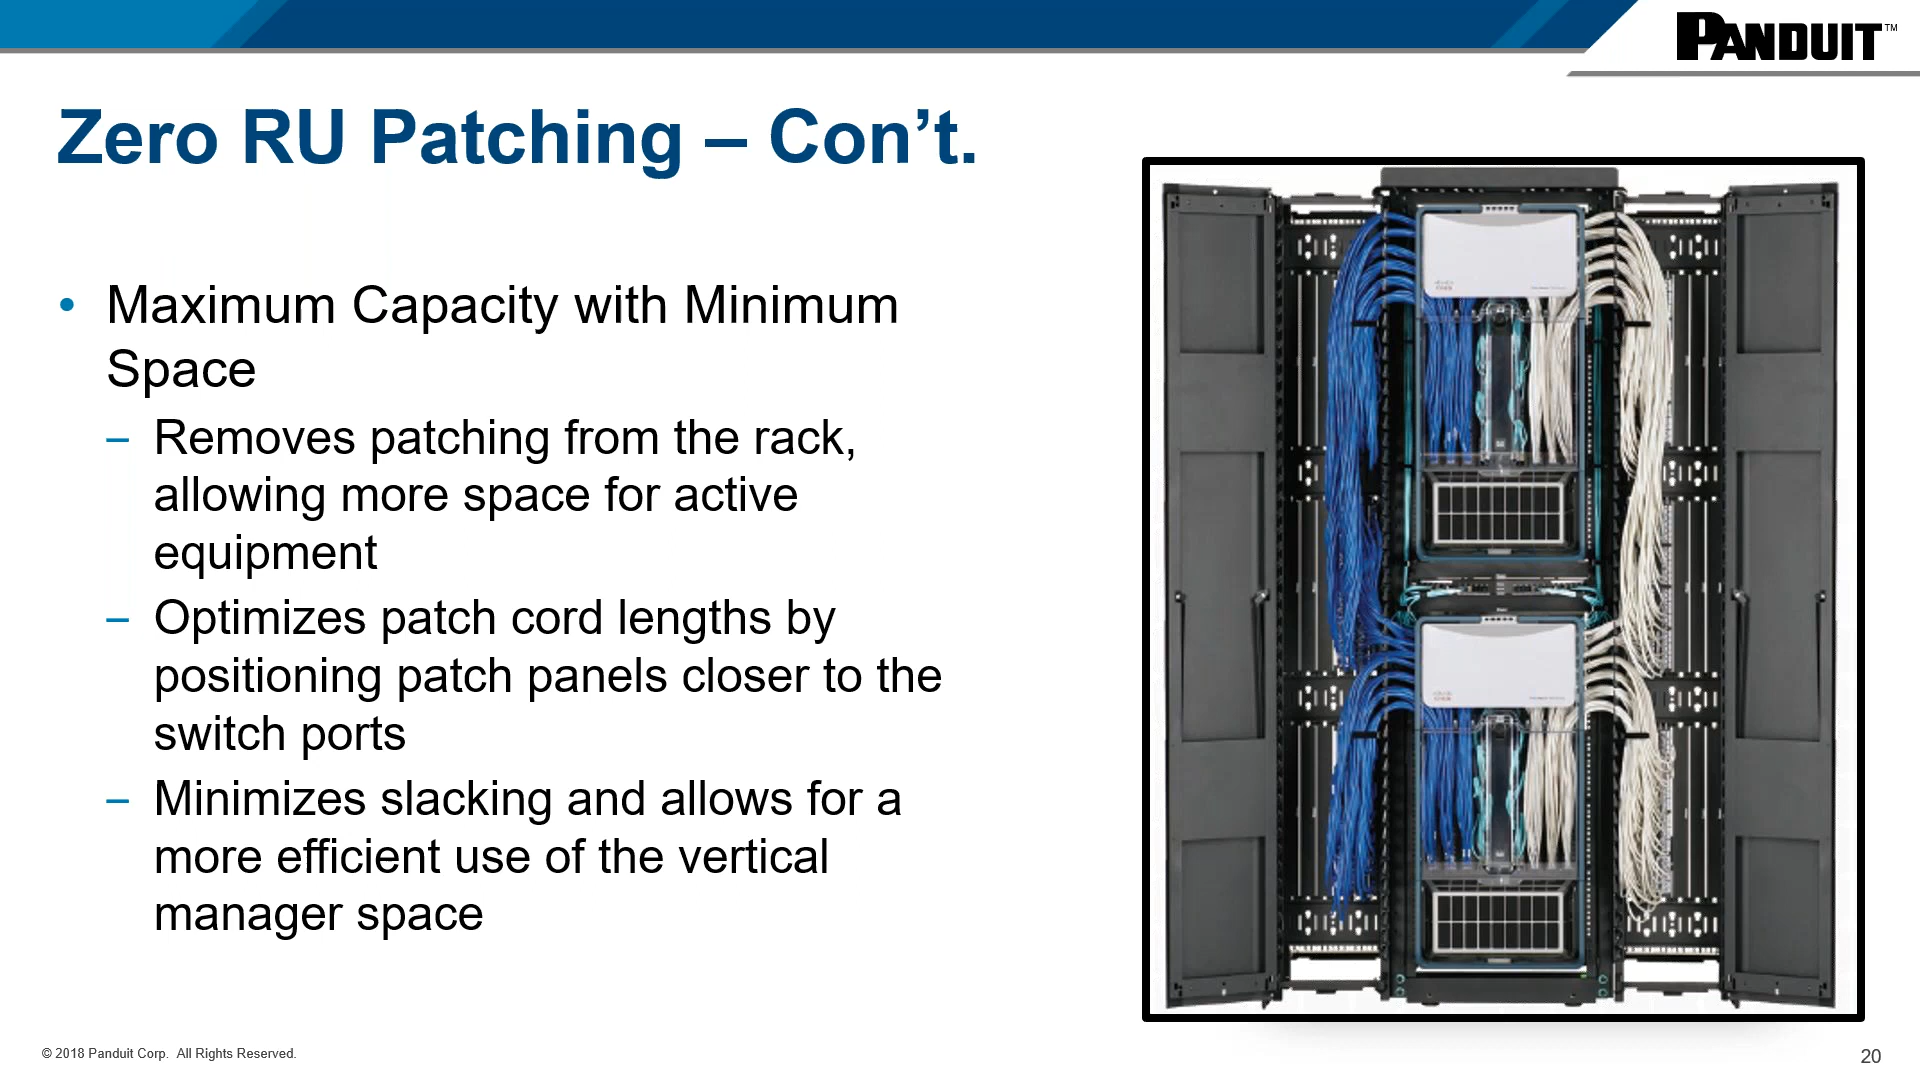 PANDUIT™
Zero RU Patching – Con’t.
• Maximum Capacity with Minimum
Space
– Removes patching from the rack,
allowing more space for active
equipment
– Optimizes patch cord lengths by
positioning patch panels closer to the
switch ports
– Minimizes slacking and allows for a
more efficient use of the vertical
manager space
© 2018 Panduit Corp. All Rights Reserved.
20